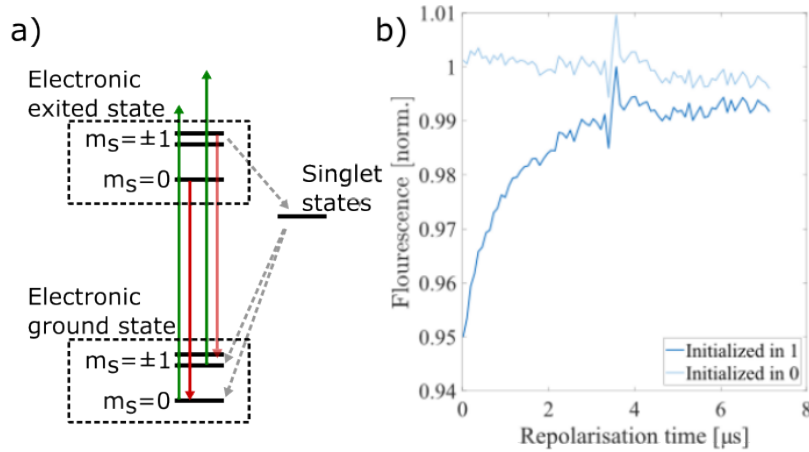 a)
Electronic
exited state
mₛ=±1
mₛ=0
Singlet
states
Electronic
ground state
mₛ=±1
mₛ=0
b)
Flourescence [norm.]
1.01
1
0.99
0.98
0.97
0.96
0.95
0.94
0
2
4
6
8
Repolarisation time [μs]
Initialized in 1
Initialized in 0